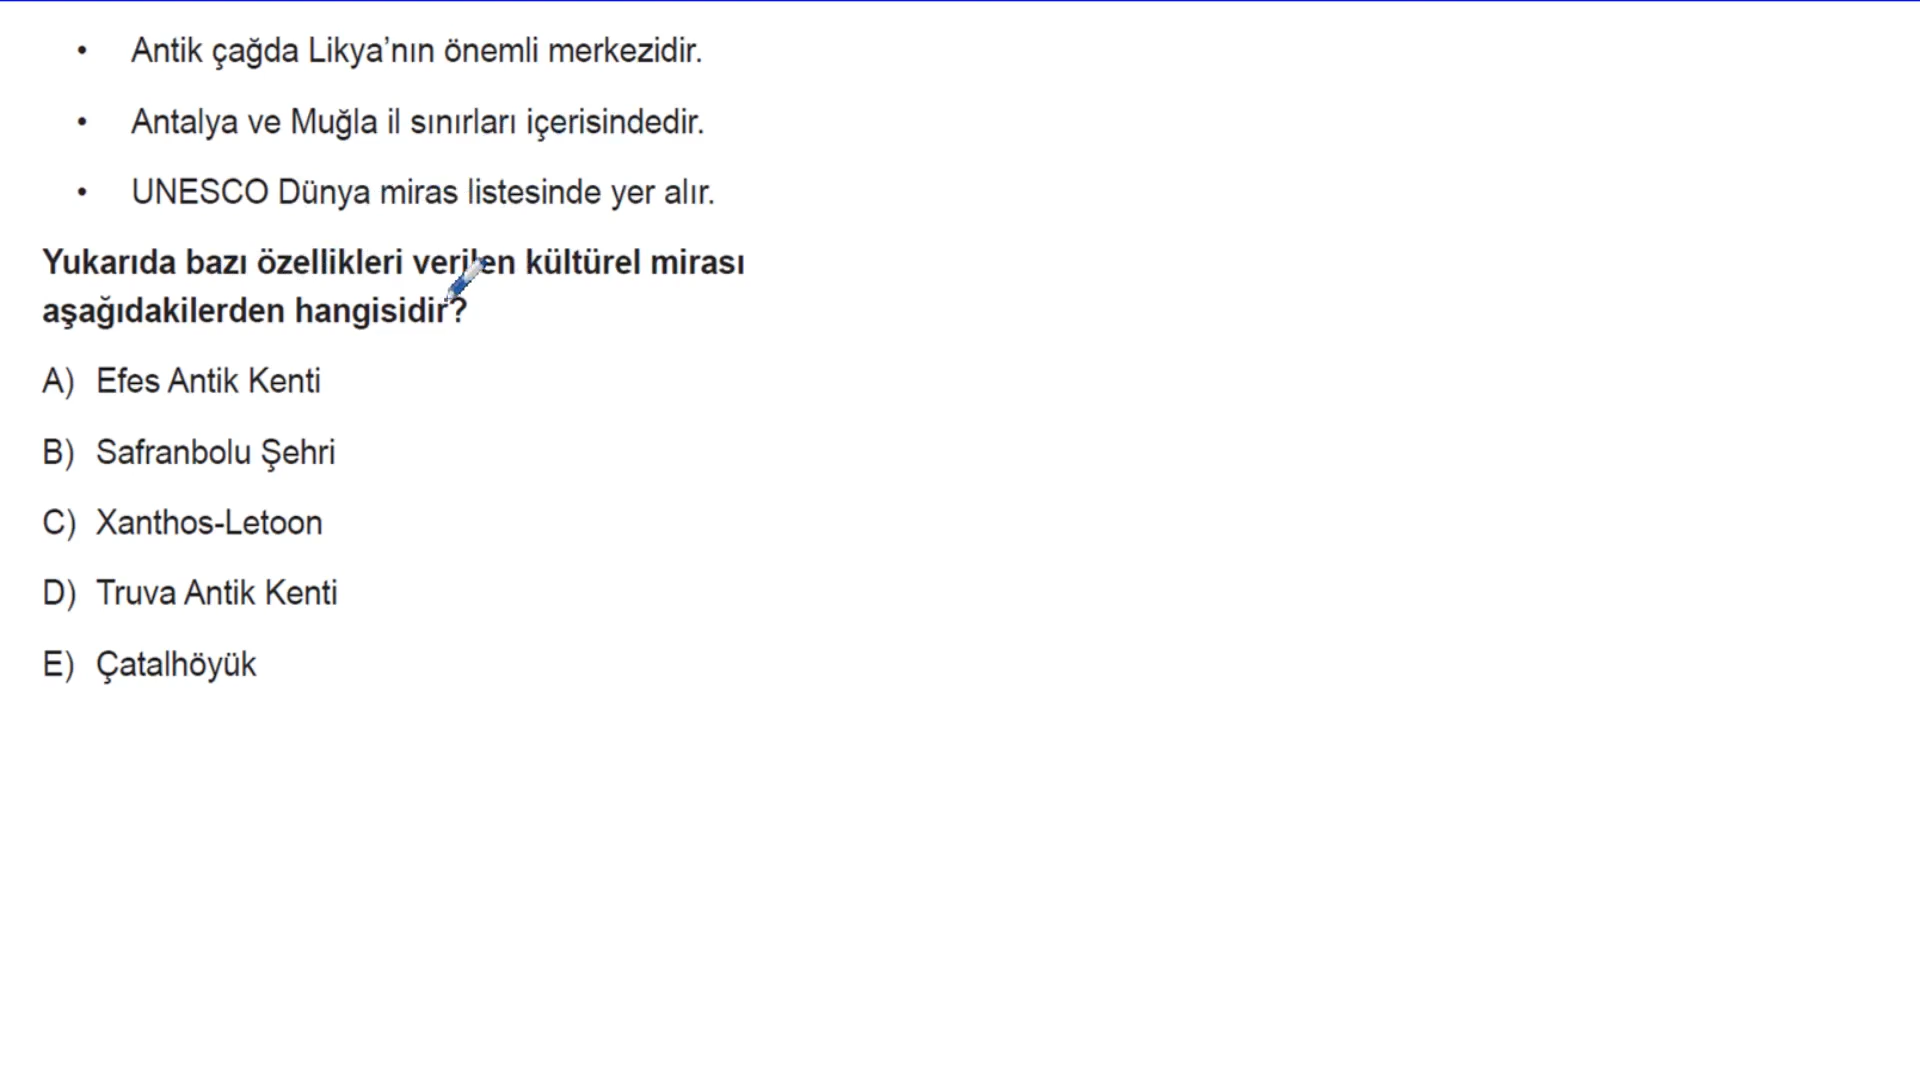 • Antik çağda Likya’nın önemli merkezidir.
• Antalya ve Muğla il sınırları içerisindedir.
• UNESCO Dünya miras listesinde yer alır.
Yukarıda bazı özellikleri verilen kültürel mirası
aşağıdakilerden hangisidir?
A) Efes Antik Kenti
B) Safranbolu Şehri
C) Xanthos-Letoon
D) Truva Antik Kenti
E) Çatalhöyük